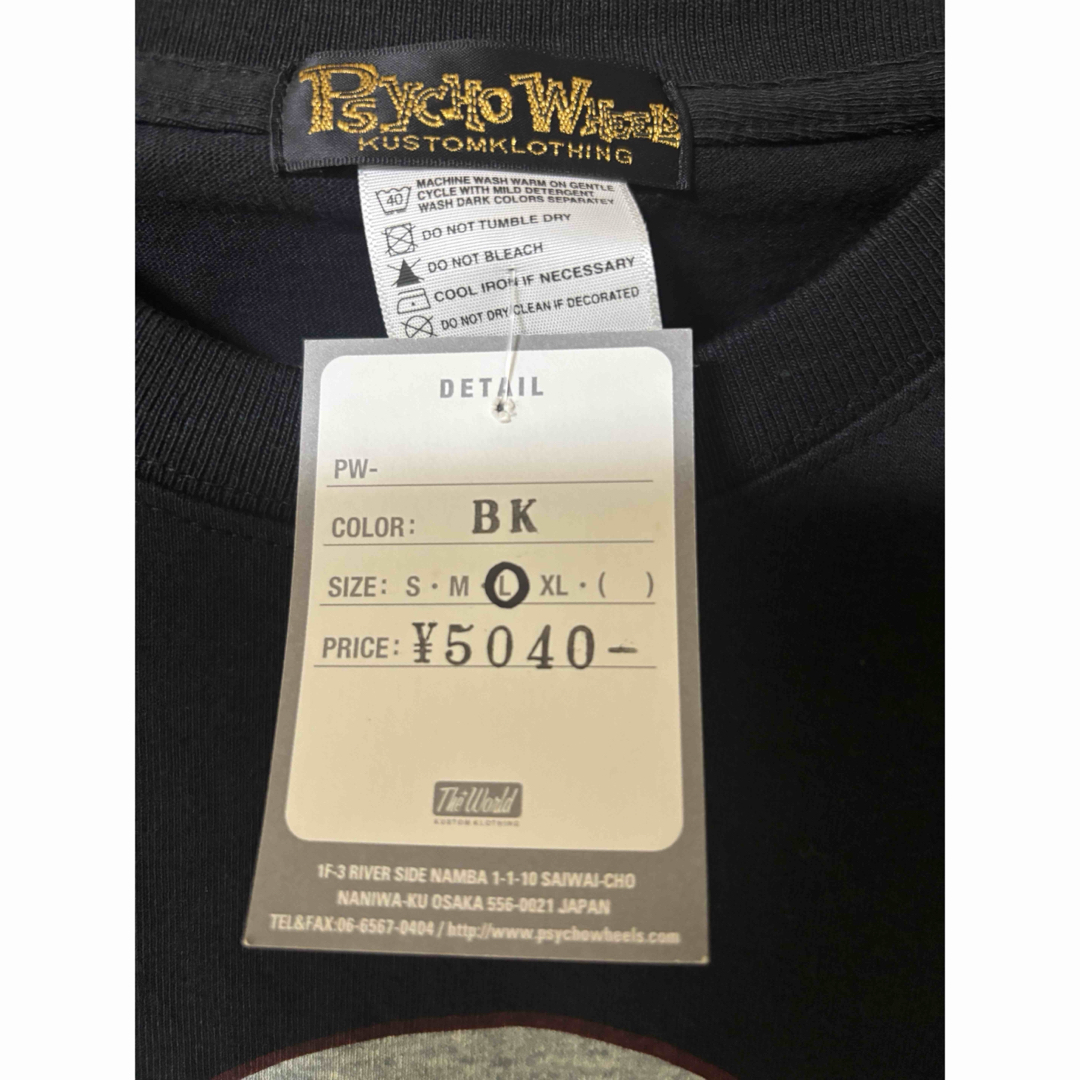 PSYCHO WHEELS
KUSTOMKLOTHING
40
MACHINE WASH WARM ON GENTLE
CYCLE WITH MILD DETERGENT
WASH DARK COLORS SEPARATEY
DO NOT TUMBLE DRY
DO NOT BLEACH
COOL IRON IF NECESSARY
DO NOT DRY CLEAN IF DECORATED
DETAIL
PW-
COLOR: BK
SIZE: S・M・L・XL・( )
PRICE: ¥5040-
The World
KUSTOM KLOTHING
1F-3 RIVER SIDE NAMBA 1-1-10 SAIWAI-CHO
NANIWA-KU OSAKA 556-0021 JAPAN
TEL&FAX:06-6567-0404 / http://www.psychowheels.com